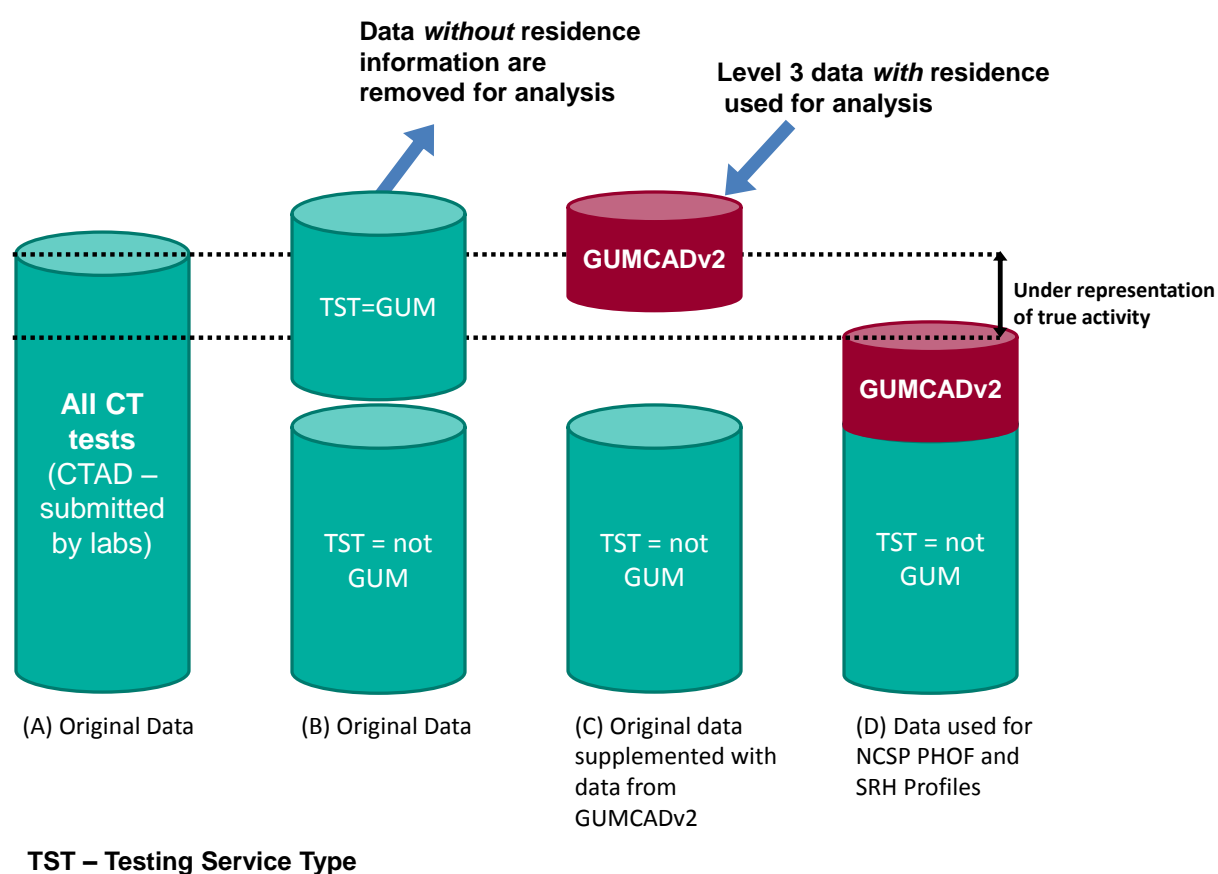 Data without residence
information are
removed for analysis
Level 3 data with residence
used for analysis
GUMCADv2
TST=GUM
Under representation
of true activity
All CT
tests
(CTAD –
submitted
by labs)
TST = not
GUM
TST = not
GUM
GUMCADv2
TST = not
GUM
(A) Original Data
(B) Original Data
(C) Original data
supplemented with
data from
GUMCADv2
(D) Data used for
NCSP PHOF and
SRH Profiles
TST – Testing Service Type